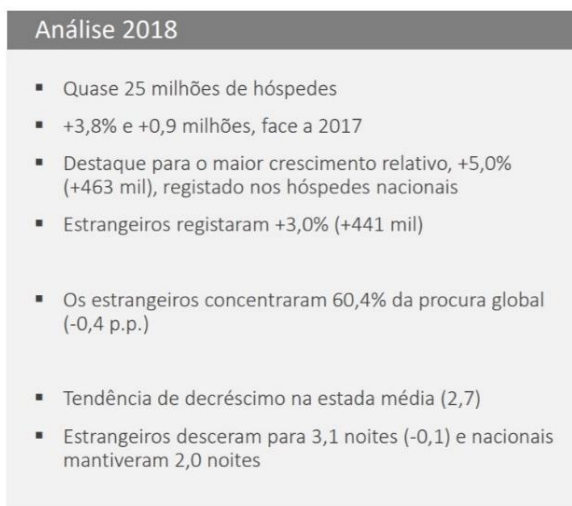 Análise 2018
▪ Quase 25 milhões de hóspedes
▪ +3,8% e +0,9 milhões, face a 2017
▪ Destaque para o maior crescimento relativo, +5,0%
(+463 mil), registado nos hóspedes nacionais
▪ Estrangeiros registaram +3,0% (+441 mil)
▪ Os estrangeiros concentraram 60,4% da procura global
(-0,4 p.p.)
▪ Tendência de decréscimo na estada média (2,7)
▪ Estrangeiros desceram para 3,1 noites (-0,1) e nacionais
mantiveram 2,0 noites